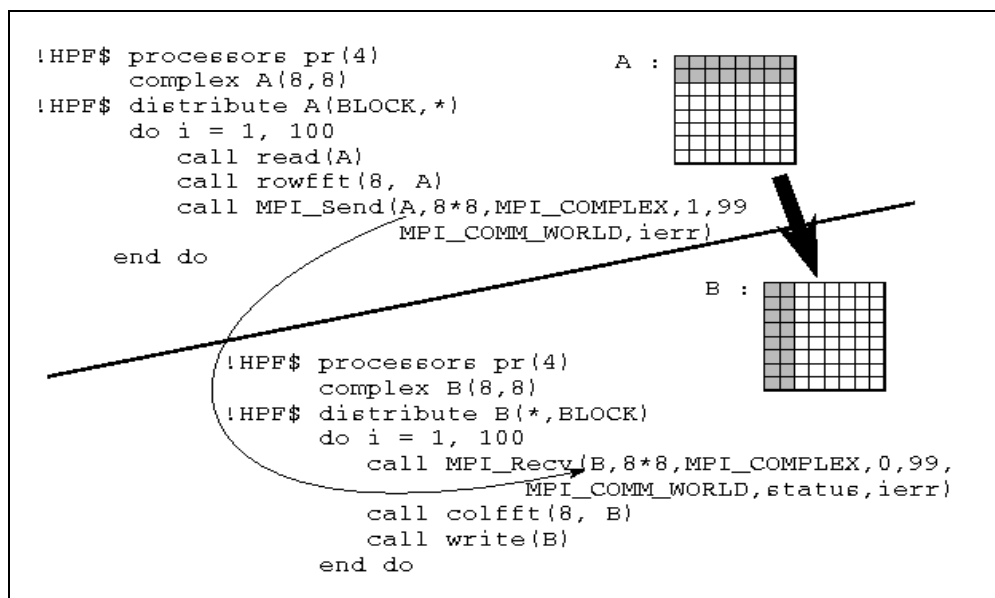 !HPF$ processors pr(4)
complex A(8,8)
!HPF$ distribute A(BLOCK,*)
do i = 1, 100
call read(A)
call rowfft(8, A)
call MPI_Send(A,8*8,MPI_COMPLEX,1,99
MPI_COMM_WORLD,ierr)
end do
A :
B :
!HPF$ processors pr(4)
complex B(8,8)
!HPF$ distribute B(*,BLOCK)
do i = 1, 100
call MPI_Recv(B,8*8,MPI_COMPLEX,0,99,
MPI_COMM_WORLD,status,ierr)
call colfft(8, B)
call write(B)
end do